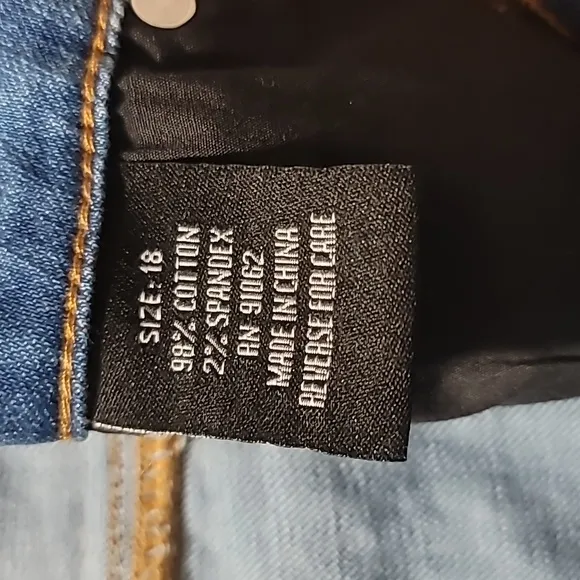 SIZE: 18
98% COTTON
2% SPANDEX
RN 91062
MADE IN CHINA
REVERSE FOR CARE